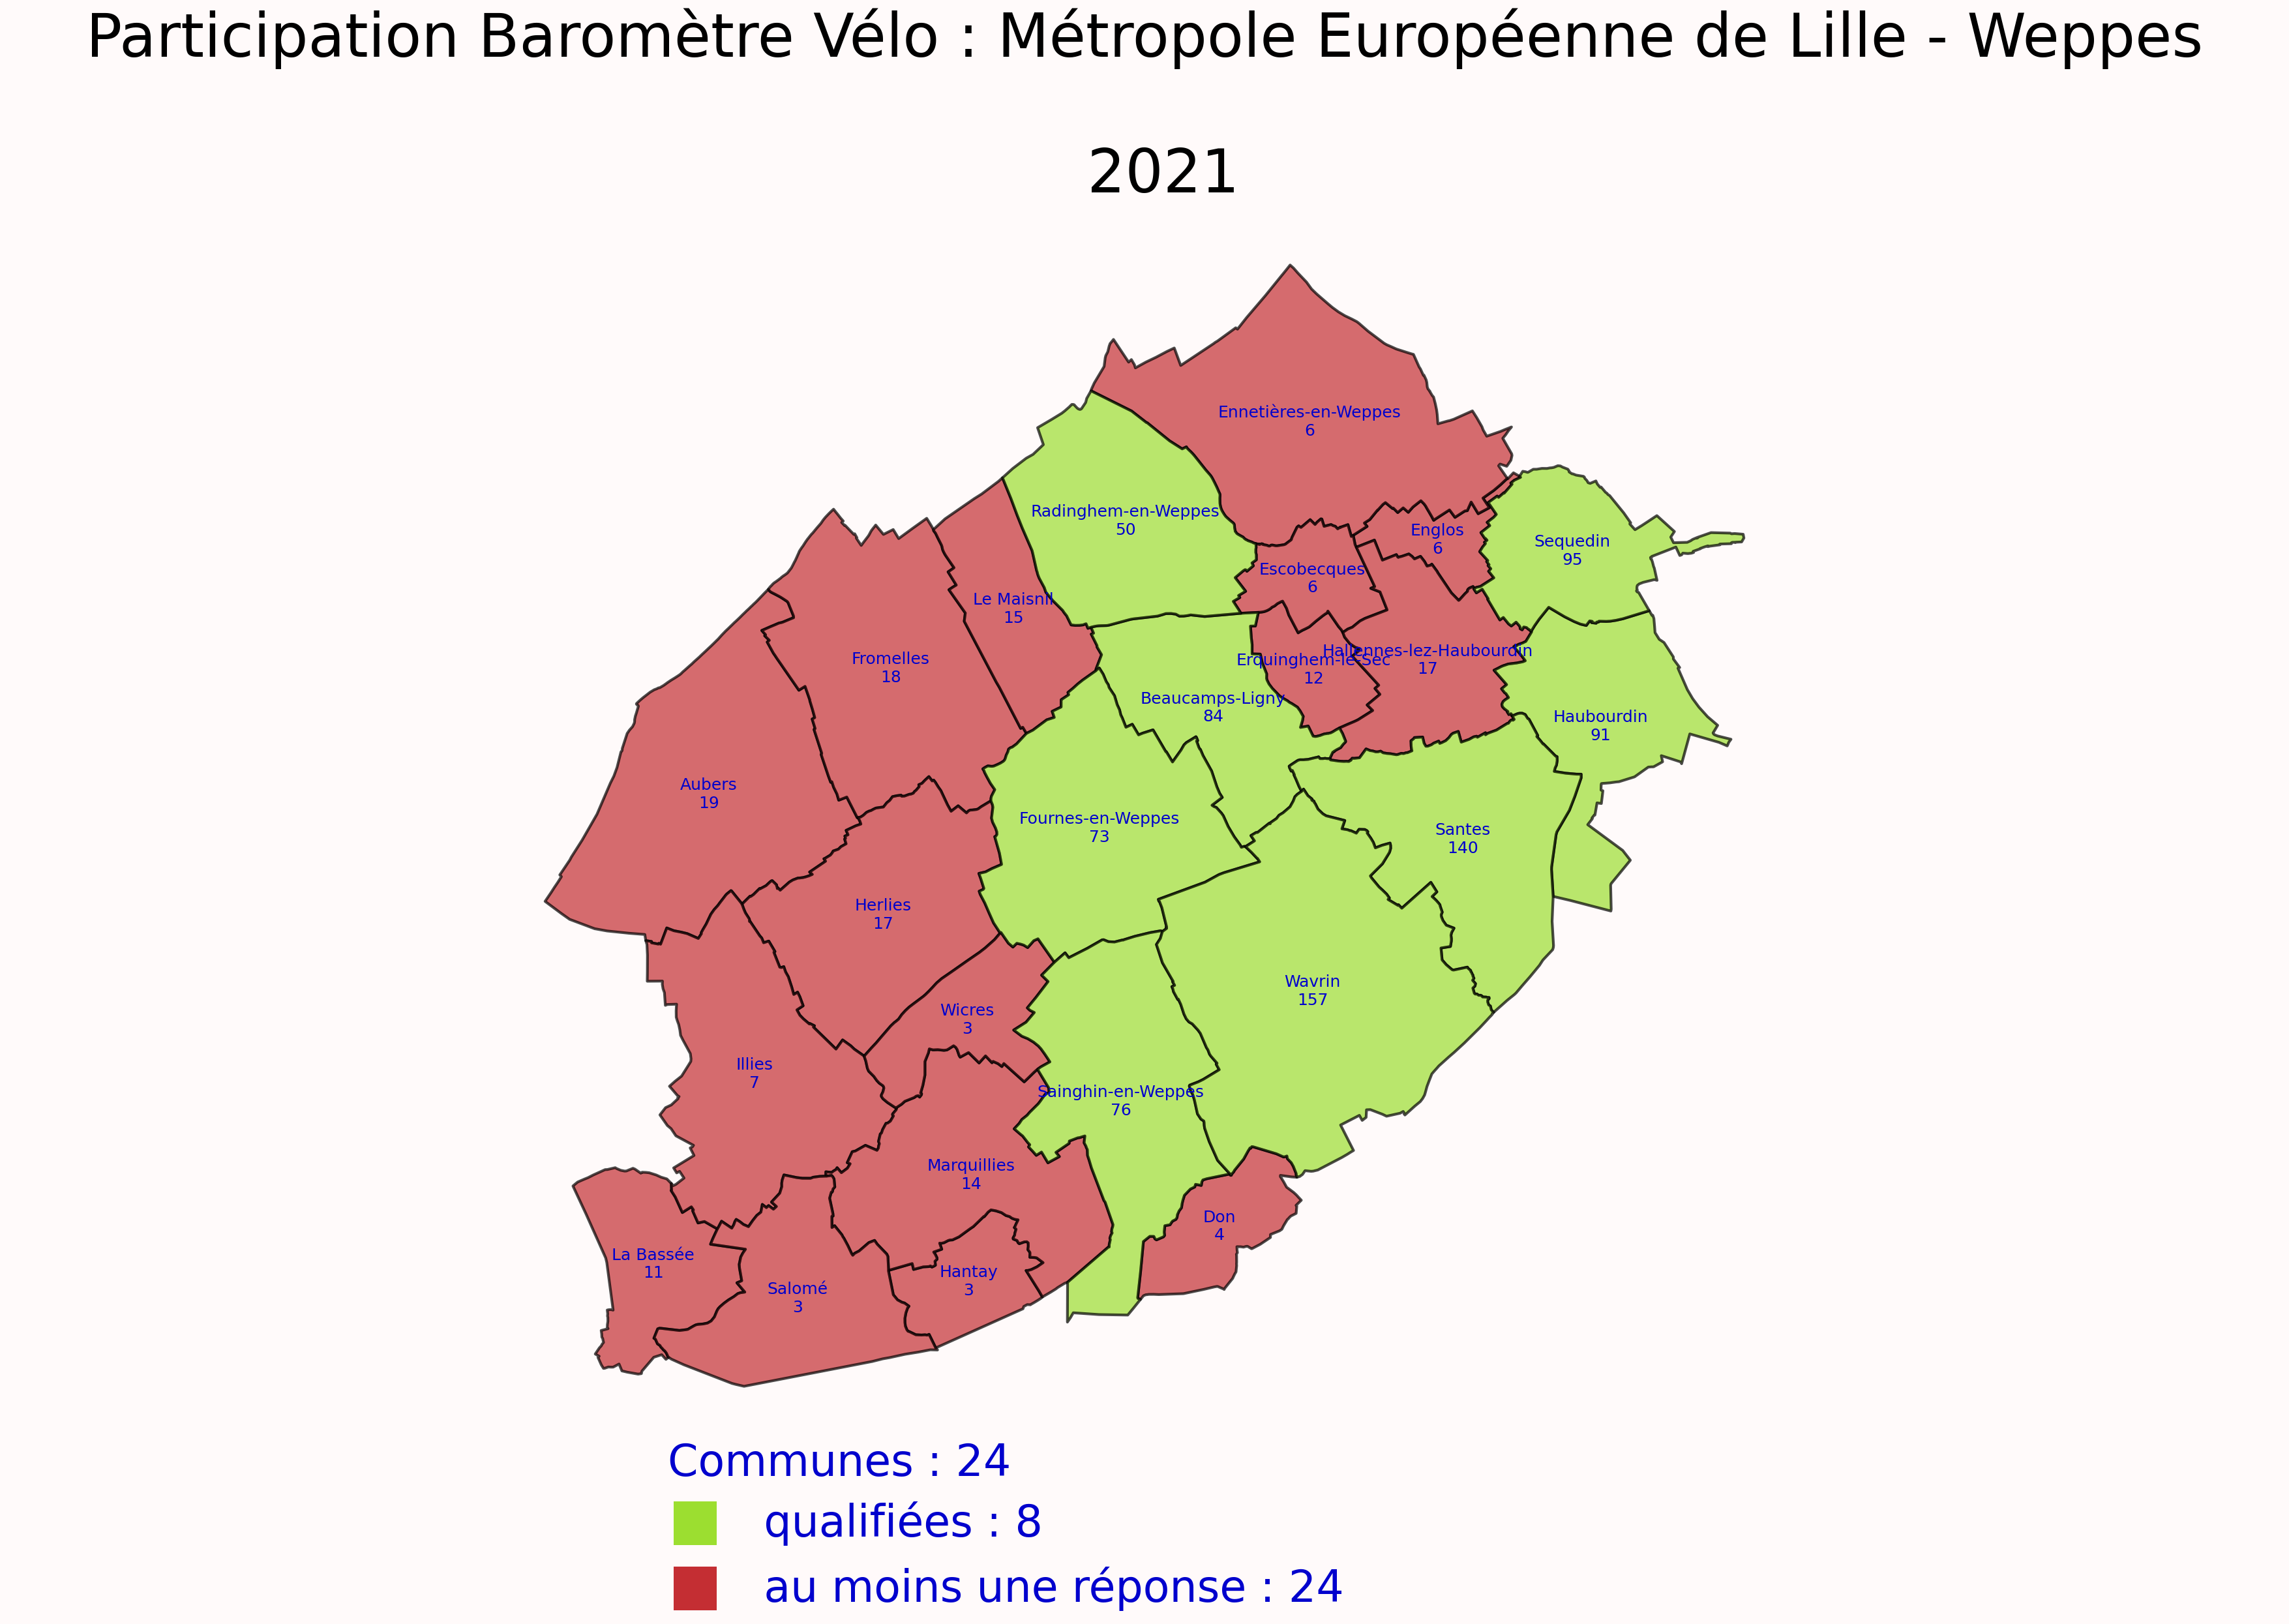 Participation Baromètre Vélo : Métropole Européenne de Lille - Weppes
2021
Ennetières-en-Weppes
6
Radinghem-en-Weppes
50
Englos
6
Sequedin
95
Escobecques
6
Le Maisnil
15
Hallennes-lez-Haubourdin
17
Erquinghem-le-Sec
12
Fromelles
18
Beaucamps-Ligny
84
Haubourdin
91
Aubers
19
Fournes-en-Weppes
73
Santes
140
Herlies
17
Wavrin
157
Wicres
3
Illies
7
Sainghin-en-Weppes
76
Marquillies
14
Don
4
La Bassée
11
Hantay
3
Salomé
3
Communes : 24
qualifiées : 8
au moins une réponse : 24